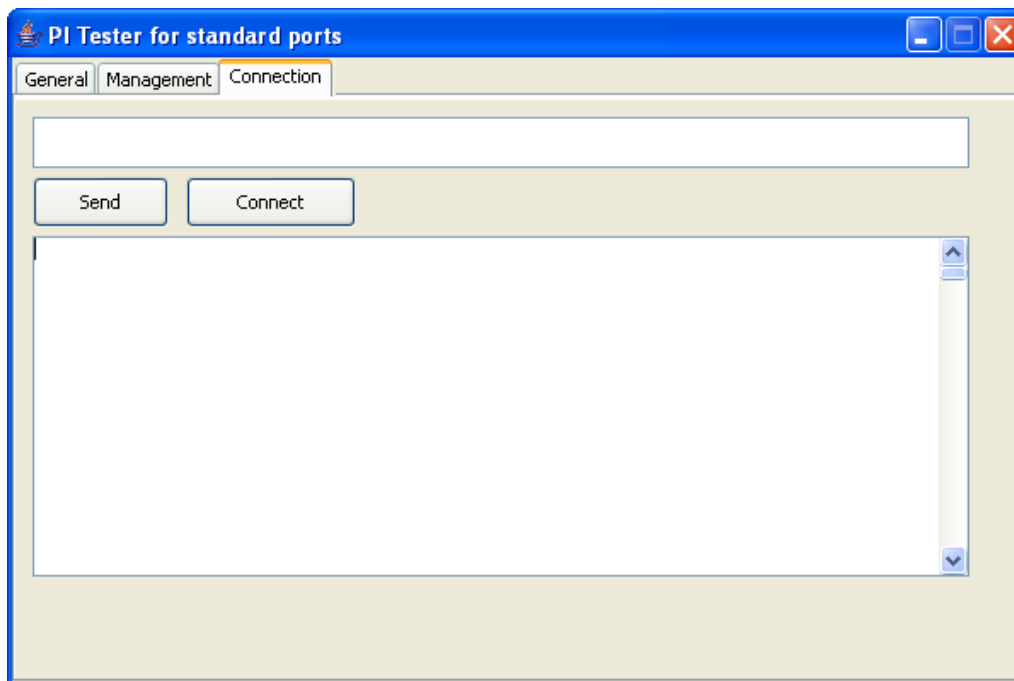 PI Tester for standard ports
General Management Connection
Send Connect